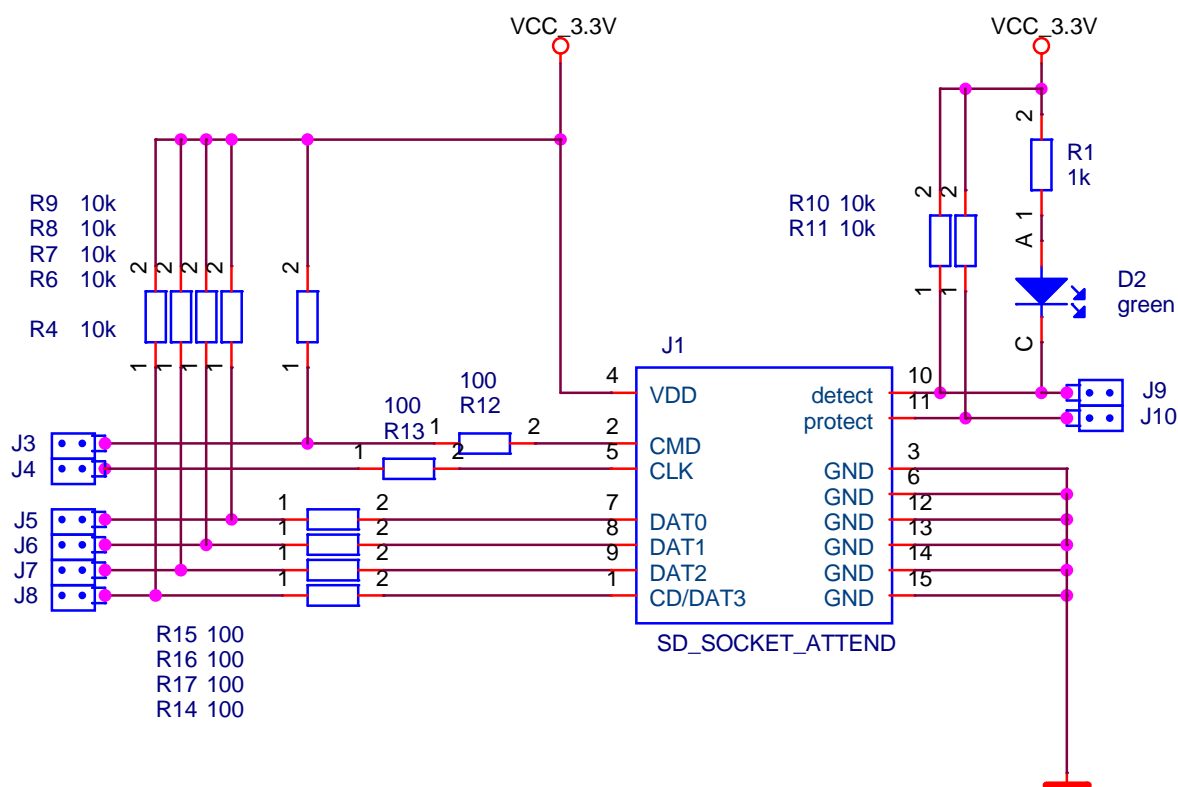 VCC_3.3V
VCC_3.3V
2
R1
1k
R9 10k
R8 10k
R7 10k
R6 10k
R4 10k
2 2 2 2
2
1 1 1 1
1
R10 10k
R11 10k
2 2
1 1
1
A
D2
green
C
J1
4
VDD
detect
10
J9
protect
11
J10
100
R12
100
R13
J3
1
2
2
CMD
J4
1
2
5
CLK
3
GND
6
GND
J5
1
2
7
DAT0
12
GND
J6
1
2
8
DAT1
13
GND
J7
1
2
9
DAT2
14
GND
J8
1
2
1
CD/DAT3
15
GND
SD_SOCKET_ATTEND
R15 100
R16 100
R17 100
R14 100